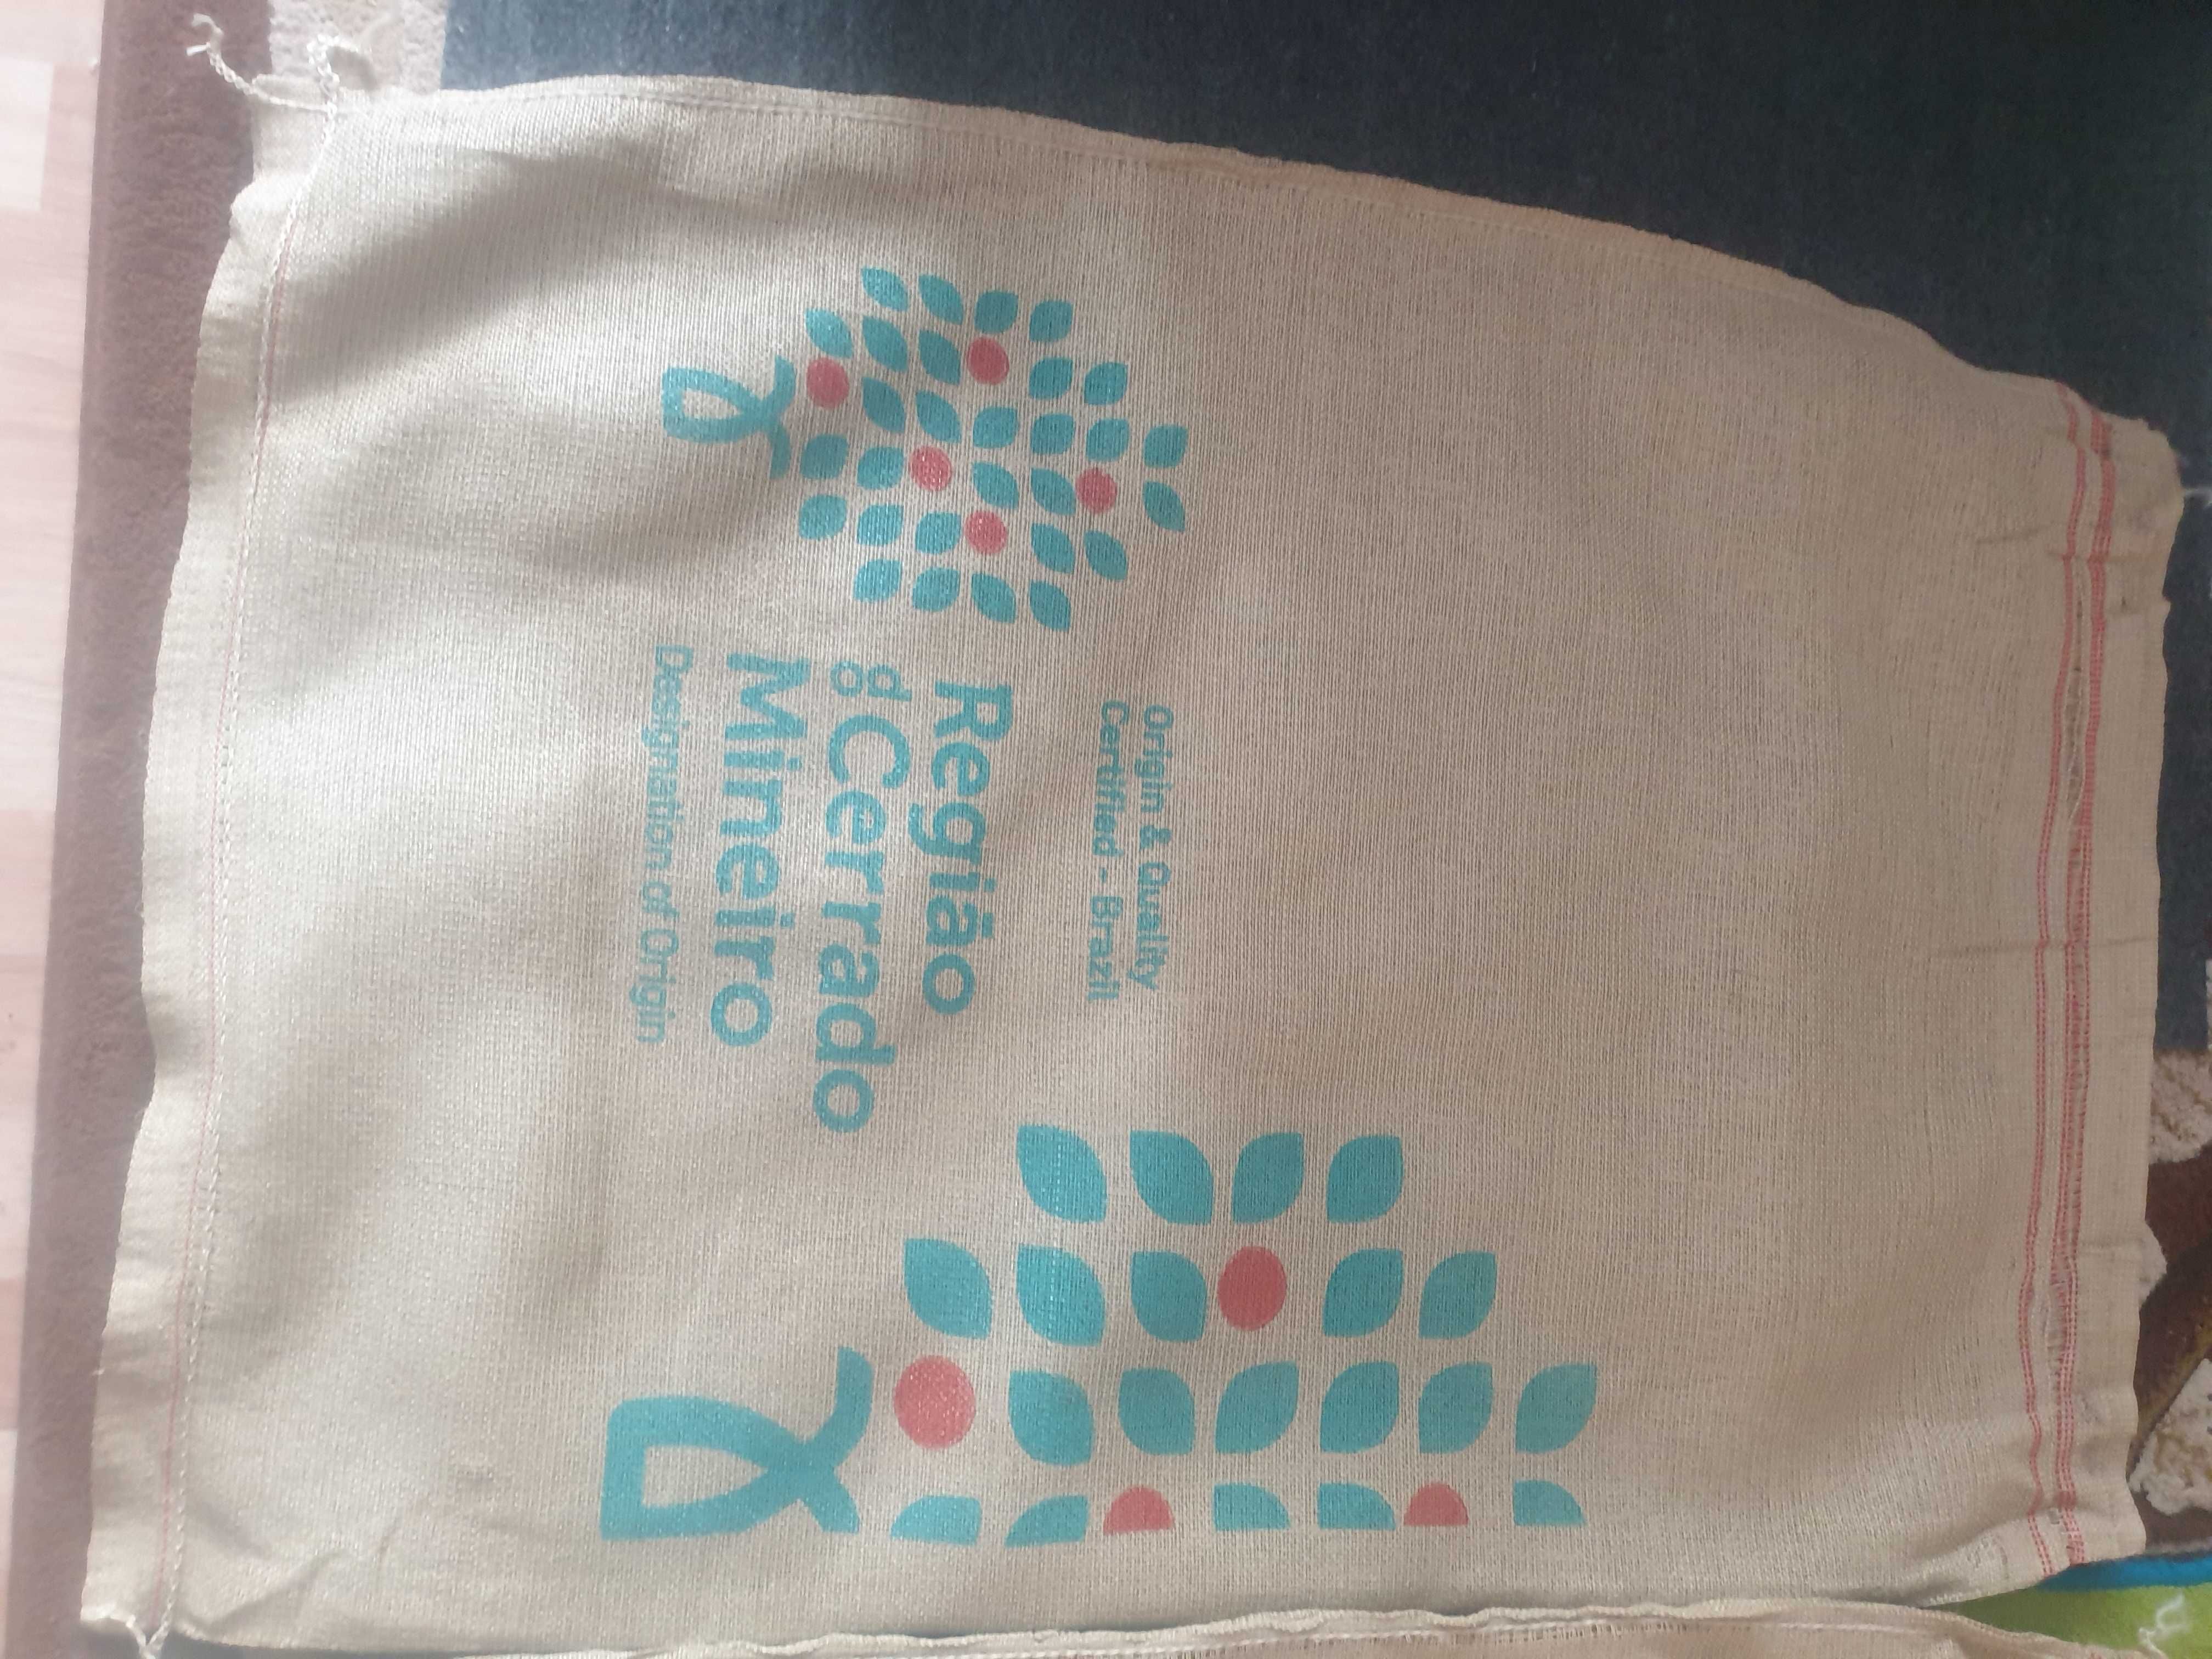 Origin & Quality
Certified - Brazil
Região
do Cerrado
Mineiro
Designation of Origin